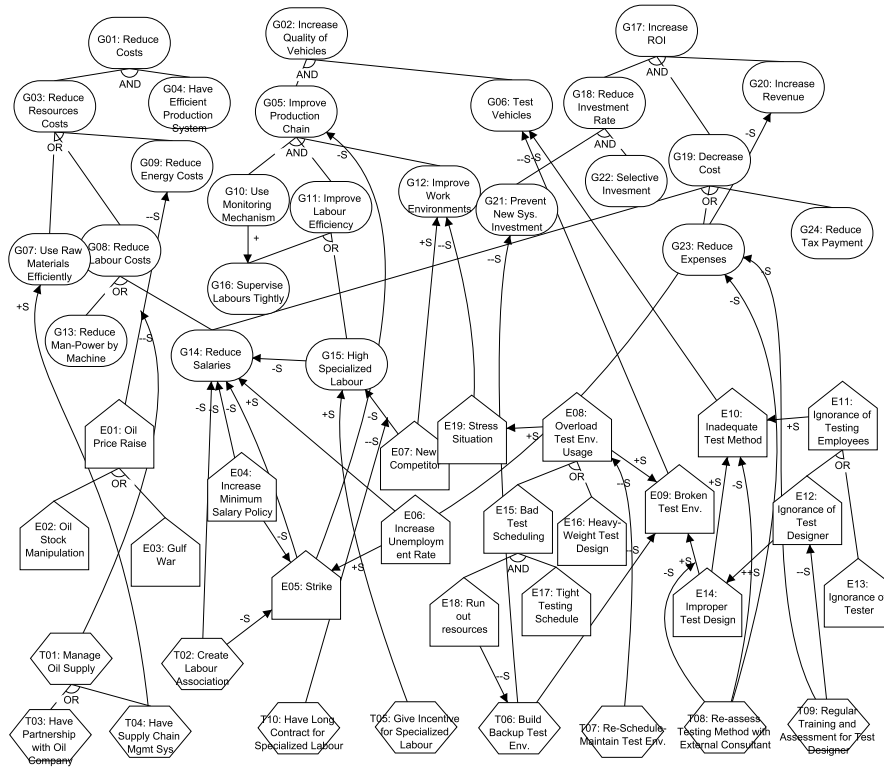 G01: Reduce
Costs
G02: Increase
Quality of
Vehicles
G17: Increase
ROI
AND
AND
AND
G03: Reduce
Resources
Costs
G04: Have
Efficient
Production
System
G05: Improve
Production
Chain
G06: Test
Vehicles
G18: Reduce
Investment
Rate
G20: Increase
Revenue
OR
AND
AND
-S
-S
--S
-S
G09: Reduce
Energy Costs
G10: Use
Monitoring
Mechanism
G11: Improve
Labour
Efficiency
G12: Improve
Work
Environments
G21: Prevent
New Sys.
Investment
G22: Selective
Invesment
G19: Decrease
Cost
OR
G24: Reduce
Tax Payment
--S
+
OR
+S
--S
--S
G07: Use Raw
Materials
Efficiently
G08: Reduce
Labour Costs
G23: Reduce
Expenses
OR
G16: Supervise
Labours Tightly
-S
-S
+S
G13: Reduce
Man-Power by
Machine
--S
G14: Reduce
Salaries
-S
G15: High
Specialized
Labour
-S
-S
-S
+S
+S
-S
--S
E01: Oil
Price Raise
OR
E04:
Increase
Minimum
Salary Policy
E07: New
Competitor
E19: Stress
Situation
+S
E08:
Overload
Test Env.
Usage
OR
+S
E10:
Inadequate
Test Method
+S
E11:
Ignorance of
Testing
Employees
OR
E02: Oil
Stock
Manipulation
E03: Gulf
War
-S
E06:
Increase
Unemploym
ent Rate
+S
E15: Bad
Test
Scheduling
AND
E16: Heavy-
Weight Test
Design
E09: Broken
Test Env.
-S
E12:
Ignorance of
Test
Designer
--S
+S
-S
++S
--S
E05: Strike
-S
E18: Run
out
resources
E17: Tight
Testing
Schedule
E14:
Improper
Test Design
E13:
Ignorance o
Tester
T01: Manage
Oil Supply
OR
T02: Create
Labour
Association
--S
T03: Have
Partnership
with Oil
Company
T04: Have
Supply Chain
Mgmt Sys
T10: Have Long
Contract for
Specialized Labour
T05: Give Incentive
for Specialized
Labour
T06: Build
Backup Test
Env.
T07: Re-Schedule-
Maintain Test Env.
T08: Re-assess
Testing Method with
External Consultant
T09: Regular
Training and
Assessment for Test
Designer